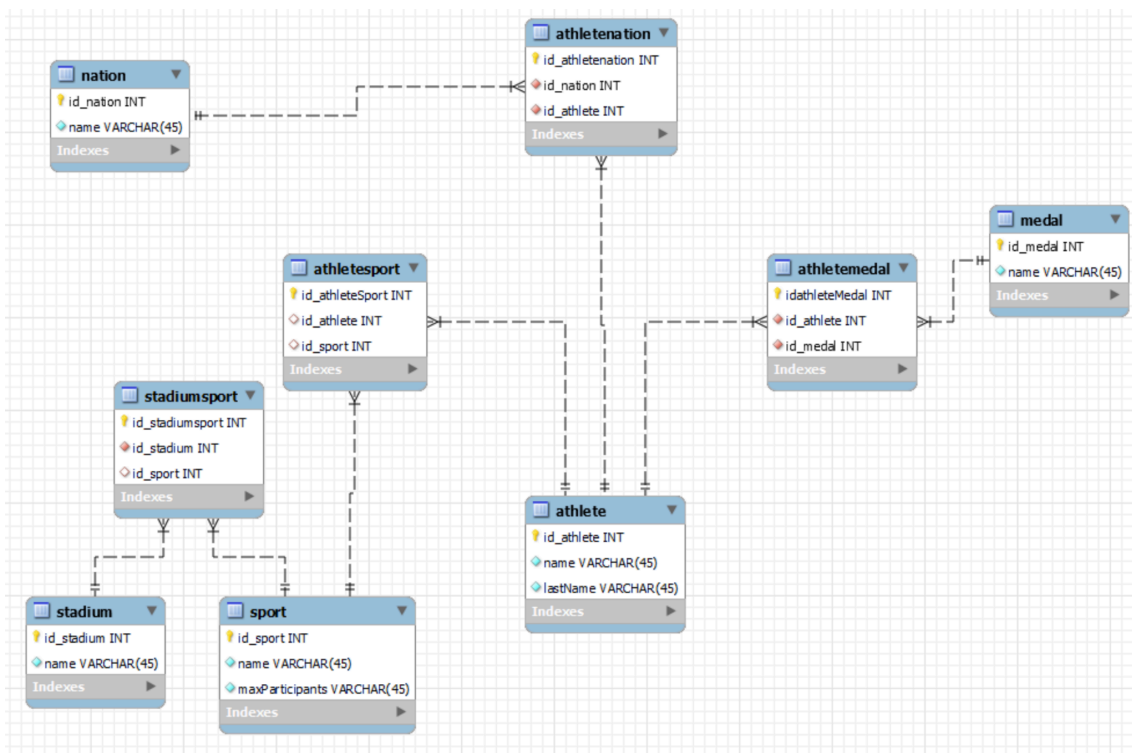 athletenation
id_athletenation INT
id_nation INT
id_athlete INT
Indexes
nation
id_nation INT
name VARCHAR(45)
Indexes
medal
id_medal INT
name VARCHAR(45)
Indexes
athletesport
id_athleteSport INT
id_athlete INT
id_sport INT
Indexes
athletemedal
idathleteMedal INT
id_athlete INT
id_medal INT
Indexes
stadiumsport
id_stadiumsport INT
id_stadium INT
id_sport INT
Indexes
athlete
id_athlete INT
name VARCHAR(45)
lastName VARCHAR(45)
Indexes
stadium
id_stadium INT
name VARCHAR(45)
Indexes
sport
id_sport INT
name VARCHAR(45)
maxParticipants VARCHAR(45)
Indexes